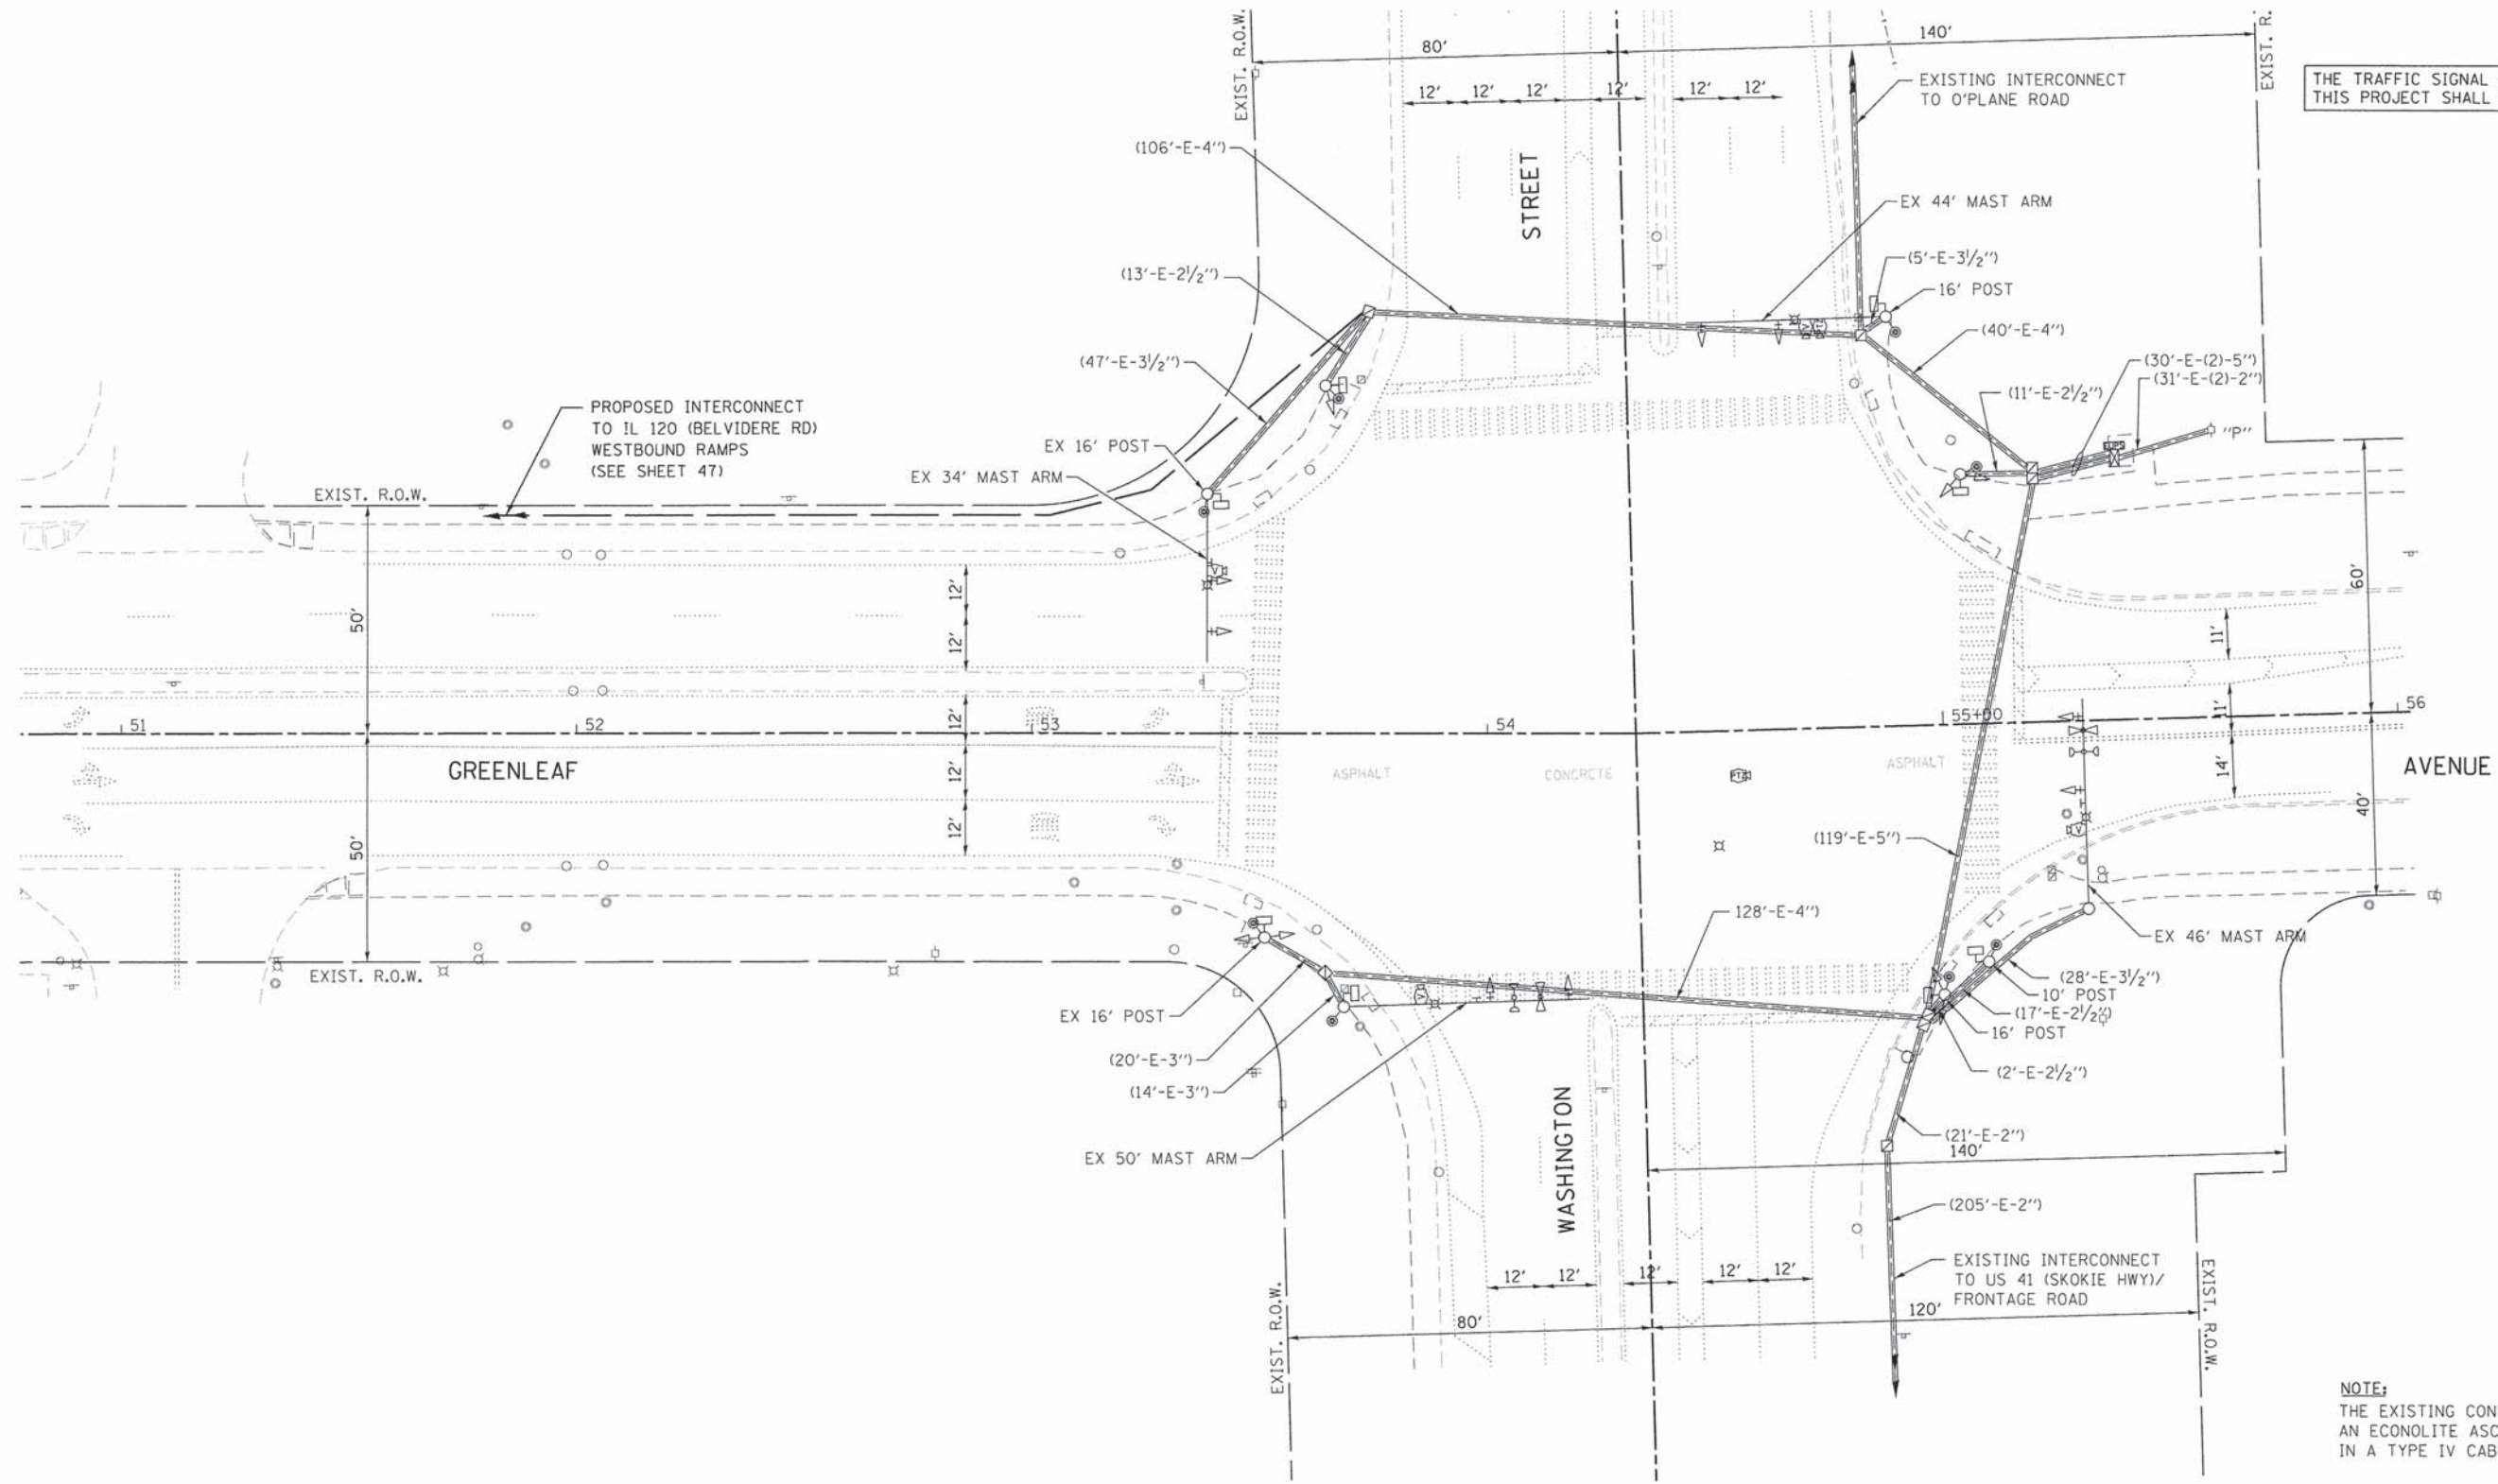 EXIST. R.O.W.
80'
140'
EXIST. R.
12'
12'
12'
12'
12'
12'
EXISTING INTERCONNECT
TO O'PLANE ROAD
THE TRAFFIC SIGNAL
THIS PROJECT SHALL
(106'-E-4")
STREET
EX 44' MAST ARM
(13'-E-2½")
(5'-E-3½")
16' POST
(40'-E-4")
(47'-E-3½")
(30'-E-(2)-5")
(31'-E-(2)-2")
(11'-E-2½")
PROPOSED INTERCONNECT
TO IL 120 (BELVIDERE RD)
WESTBOUND RAMPS
(SEE SHEET 47)
EX 16' POST
EX 34' MAST ARM
"P"
UPS
EXIST. R.O.W.
V
V
50'
12'
12'
60'
11'
11'
14'
51
52
53
54
55+00
56
12'
12'
12'
GREENLEAF
ASPHALT
CONCRETE
PTZ
ASPHALT
AVENUE
40'
50'
(119'-E-5")
V
128'-E-4")
EX 46' MAST ARM
EXIST. R.O.W.
V
(28'-E-3½")
10' POST
(17'-E-2½")
16' POST
EX 16' POST
(20'-E-3")
(14'-E-3")
(2'-E-2½")
WASHINGTON
(21'-E-2")
140'
EX 50' MAST ARM
(205'-E-2")
EXISTING INTERCONNECT
TO US 41 (SKOKIE HWY)/
FRONTAGE ROAD
12'
12'
12'
12'
12'
EXIST. R.O.W.
80'
120'
EXIST. R.O.W.
NOTE:
THE EXISTING CON
AN ECONOLITE ASC
IN A TYPE IV CAB